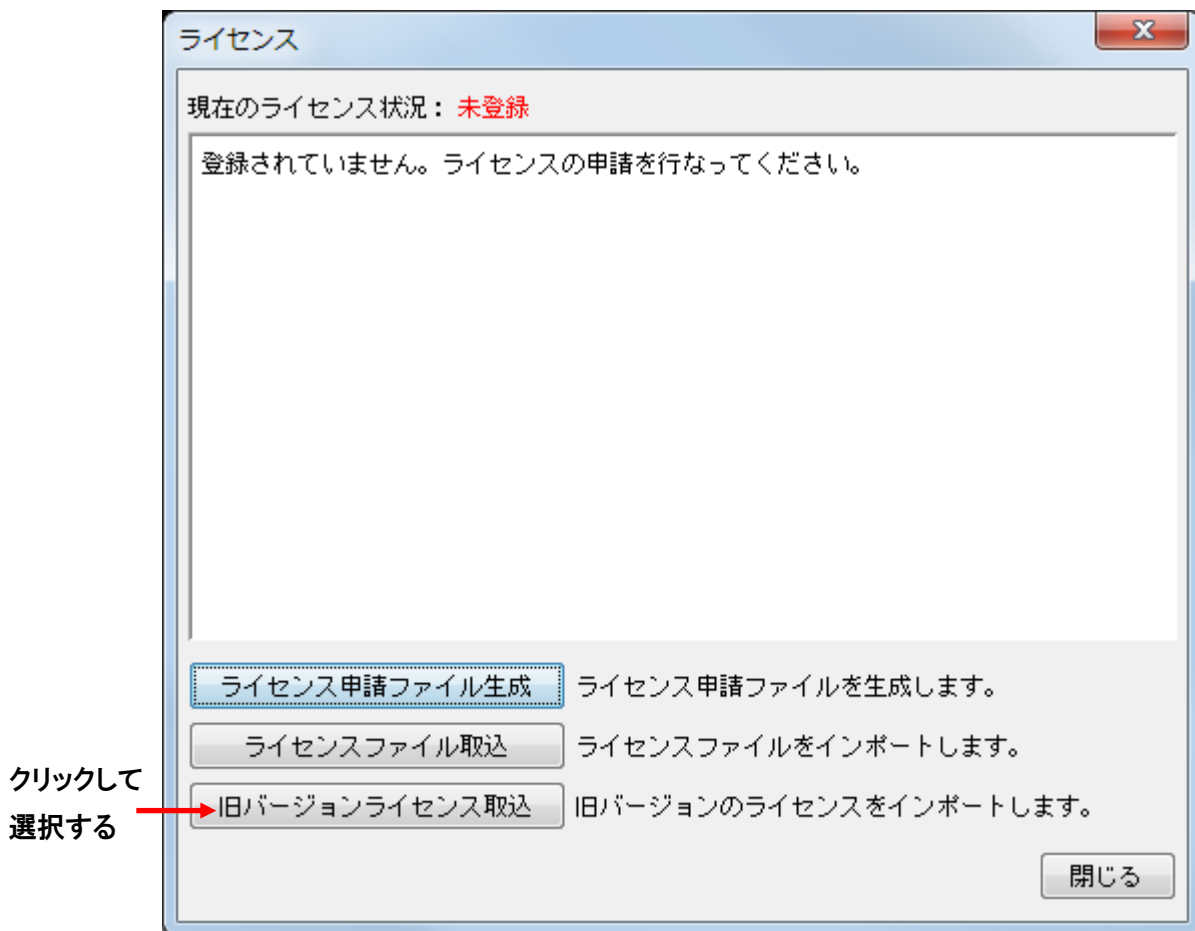 ライセンス
現在のライセンス状況： 未登録
登録されていません。ライセンスの申請を行なってください。
ライセンス申請ファイル生成 ライセンス申請ファイルを生成します。
ライセンスファイル取込 ライセンスファイルをインポートします。
クリックして
選択する
旧バージョンライセンス取込 旧バージョンのライセンスをインポートします。
閉じる